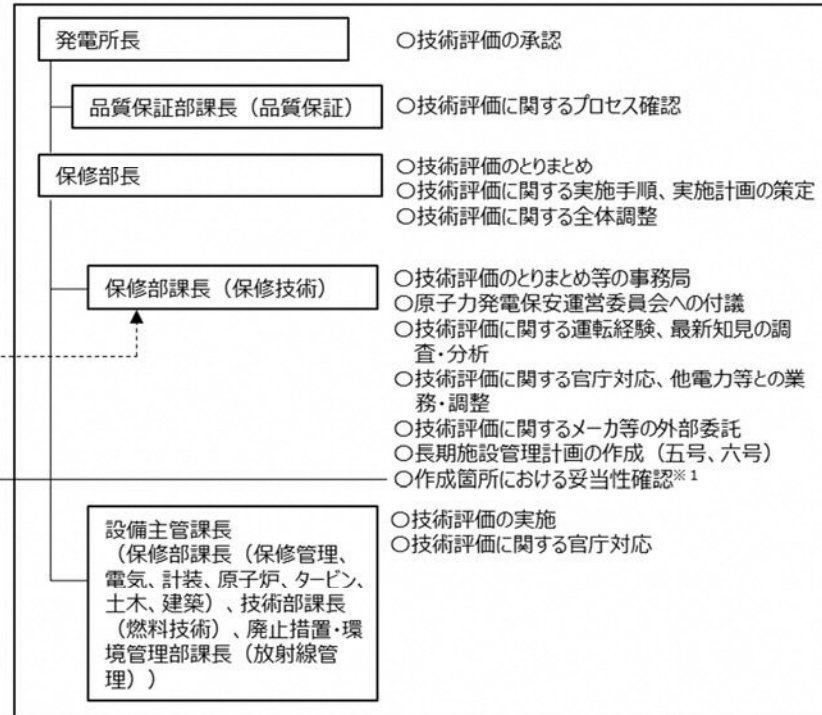 発電所長
○技術評価の承認
品質保証部課長（品質保証）
○技術評価に関するプロセス確認
保修部長
○技術評価のとりまとめ
○技術評価に関する実施手順、実施計画の策定
○技術評価に関する全体調整
保修部課長（保修技術）
○技術評価のとりまとめ等の事務局
○原子力発電保安運営委員会への付議
○技術評価に関する運転経験、最新知見の調
査・分析
○技術評価に関する官庁対応、他電力等との業
務・調整
○技術評価に関するメーカ等の外部委託
○長期施設管理計画の作成（五号、六号）
○作成箇所における妥当性確認※1
設備主管課長
（保修部課長（保修管理、
電気、計装、原子炉、タービン、
土木、建築）、技術部課長
（燃料技術）、廃止措置・環
境管理部課長（放射線管
理））
○技術評価の実施
○技術評価に関する官庁対応